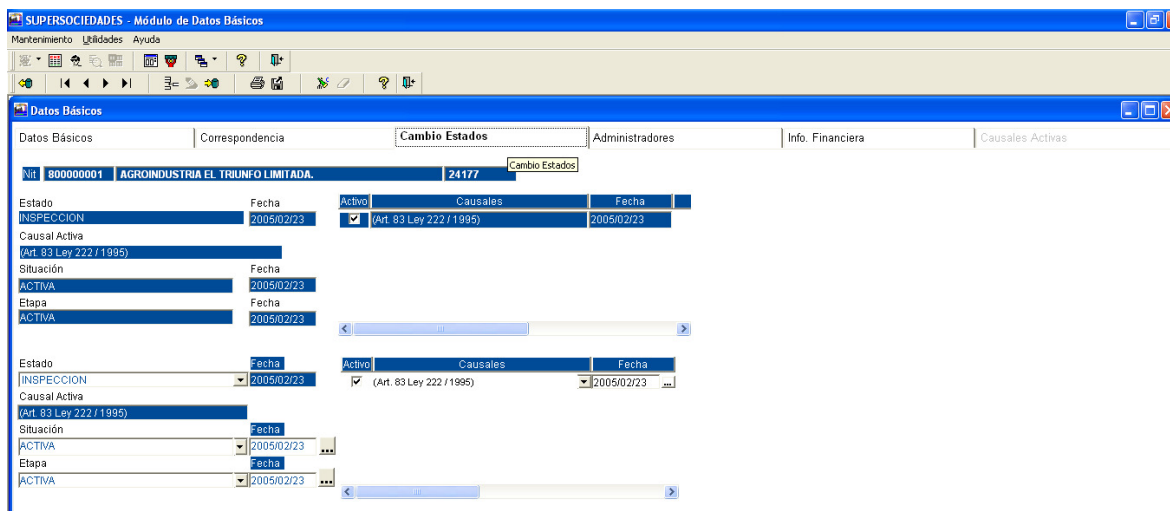 SUPERSOCIEDADES - Módulo de Datos Básicos
Mantenimiento Utilidades Ayuda
Datos Básicos
Datos Básicos Correspondencia Cambio Estados Administradores Info. Financiera Causales Activas
Cambio Estados
Nit 800000001 AGROINDUSTRIA EL TRIUNFO LIMITADA. 24177
Estado Fecha Activo Causales Fecha
INSPECCION 2005/02/23 (Art. 83 Ley 222 / 1995) 2005/02/23
Causal Activa
(Art. 83 Ley 222 / 1995)
Situación Fecha
ACTIVA 2005/02/23
Etapa Fecha
ACTIVA 2005/02/23
Estado Fecha Activo Causales Fecha
INSPECCION 2005/02/23 (Art. 83 Ley 222 / 1995) 2005/02/23 ...
Causal Activa
(Art. 83 Ley 222 / 1995)
Situación Fecha
ACTIVA 2005/02/23 ...
Etapa Fecha
ACTIVA 2005/02/23 ...